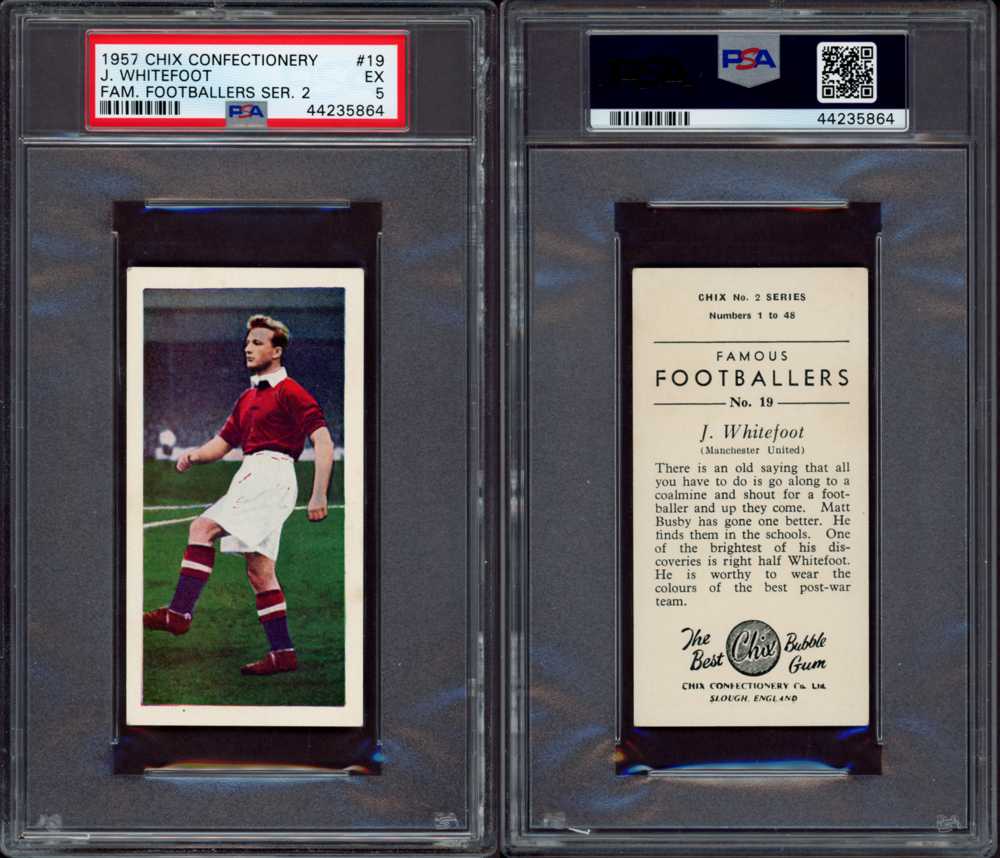 1957 CHIX CONFECTIONERY #19
J. WHITEFOOT EX
FAM. FOOTBALLERS SER. 2 5
PSA 44235864
PSA
44235864
CHIX No. 2 SERIES
Numbers 1 to 48
FAMOUS
FOOTBALLERS
No. 19
J. Whitefoot
(Manchester United)
There is an old saying that all
you have to do is go along to a
coalmine and shout for a foot-
baller and up they come. Matt
Busby has gone one better. He
finds them in the schools. One
of the brightest of his dis-
coveries is right half Whitefoot.
He is worthy to wear the
colours of the best post-war
team.
The Best Chix Bubble Gum
CHIX CONFECTIONERY Co. Ltd.
SLOUGH, ENGLAND